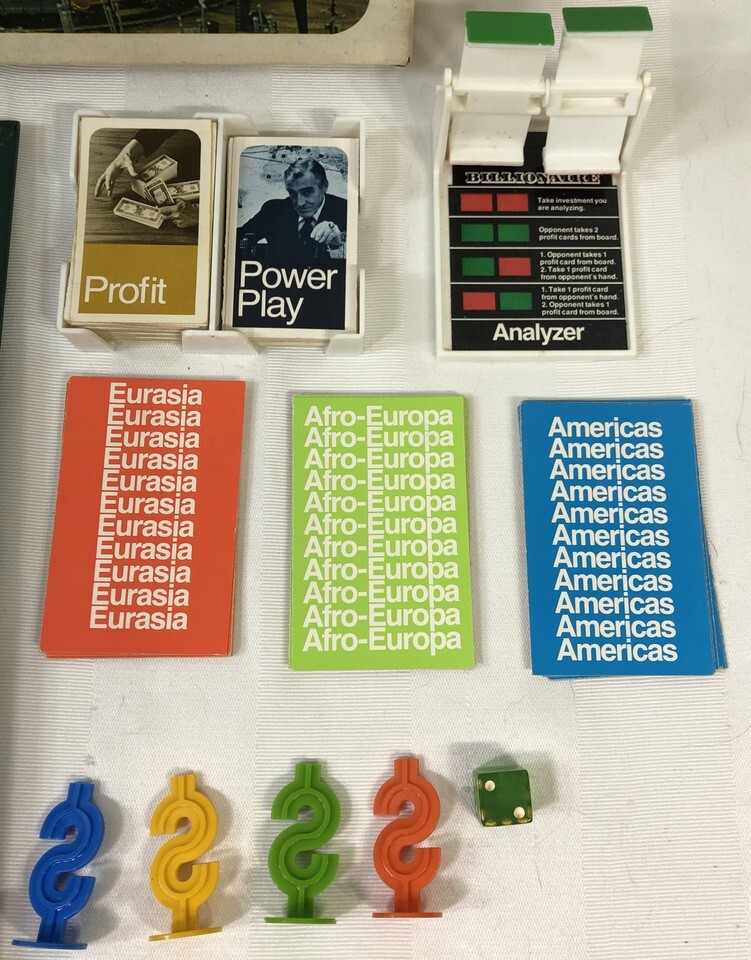 Profit
Power
Play
BILLIONAIRE
Take investment you
are analyzing.
Opponent takes 2
profit cards from board.
1. Opponent takes 1
profit card from board.
2. Take 1 profit card
from opponent's hand.
1. Take 1 profit card
from opponent's hand.
2. Opponent takes 1
profit card from board.
Analyzer
Eurasia
Eurasia
Eurasia
Eurasia
Eurasia
Eurasia
Eurasia
Eurasia
Eurasia
Eurasia
Eurasia
Afro-Europa
Afro-Europa
Afro-Europa
Afro-Europa
Afro-Europa
Afro-Europa
Afro-Europa
Afro-Europa
Afro-Europa
Afro-Europa
Afro-Europa
Americas
Americas
Americas
Americas
Americas
Americas
Americas
Americas
Americas
Americas
Americas